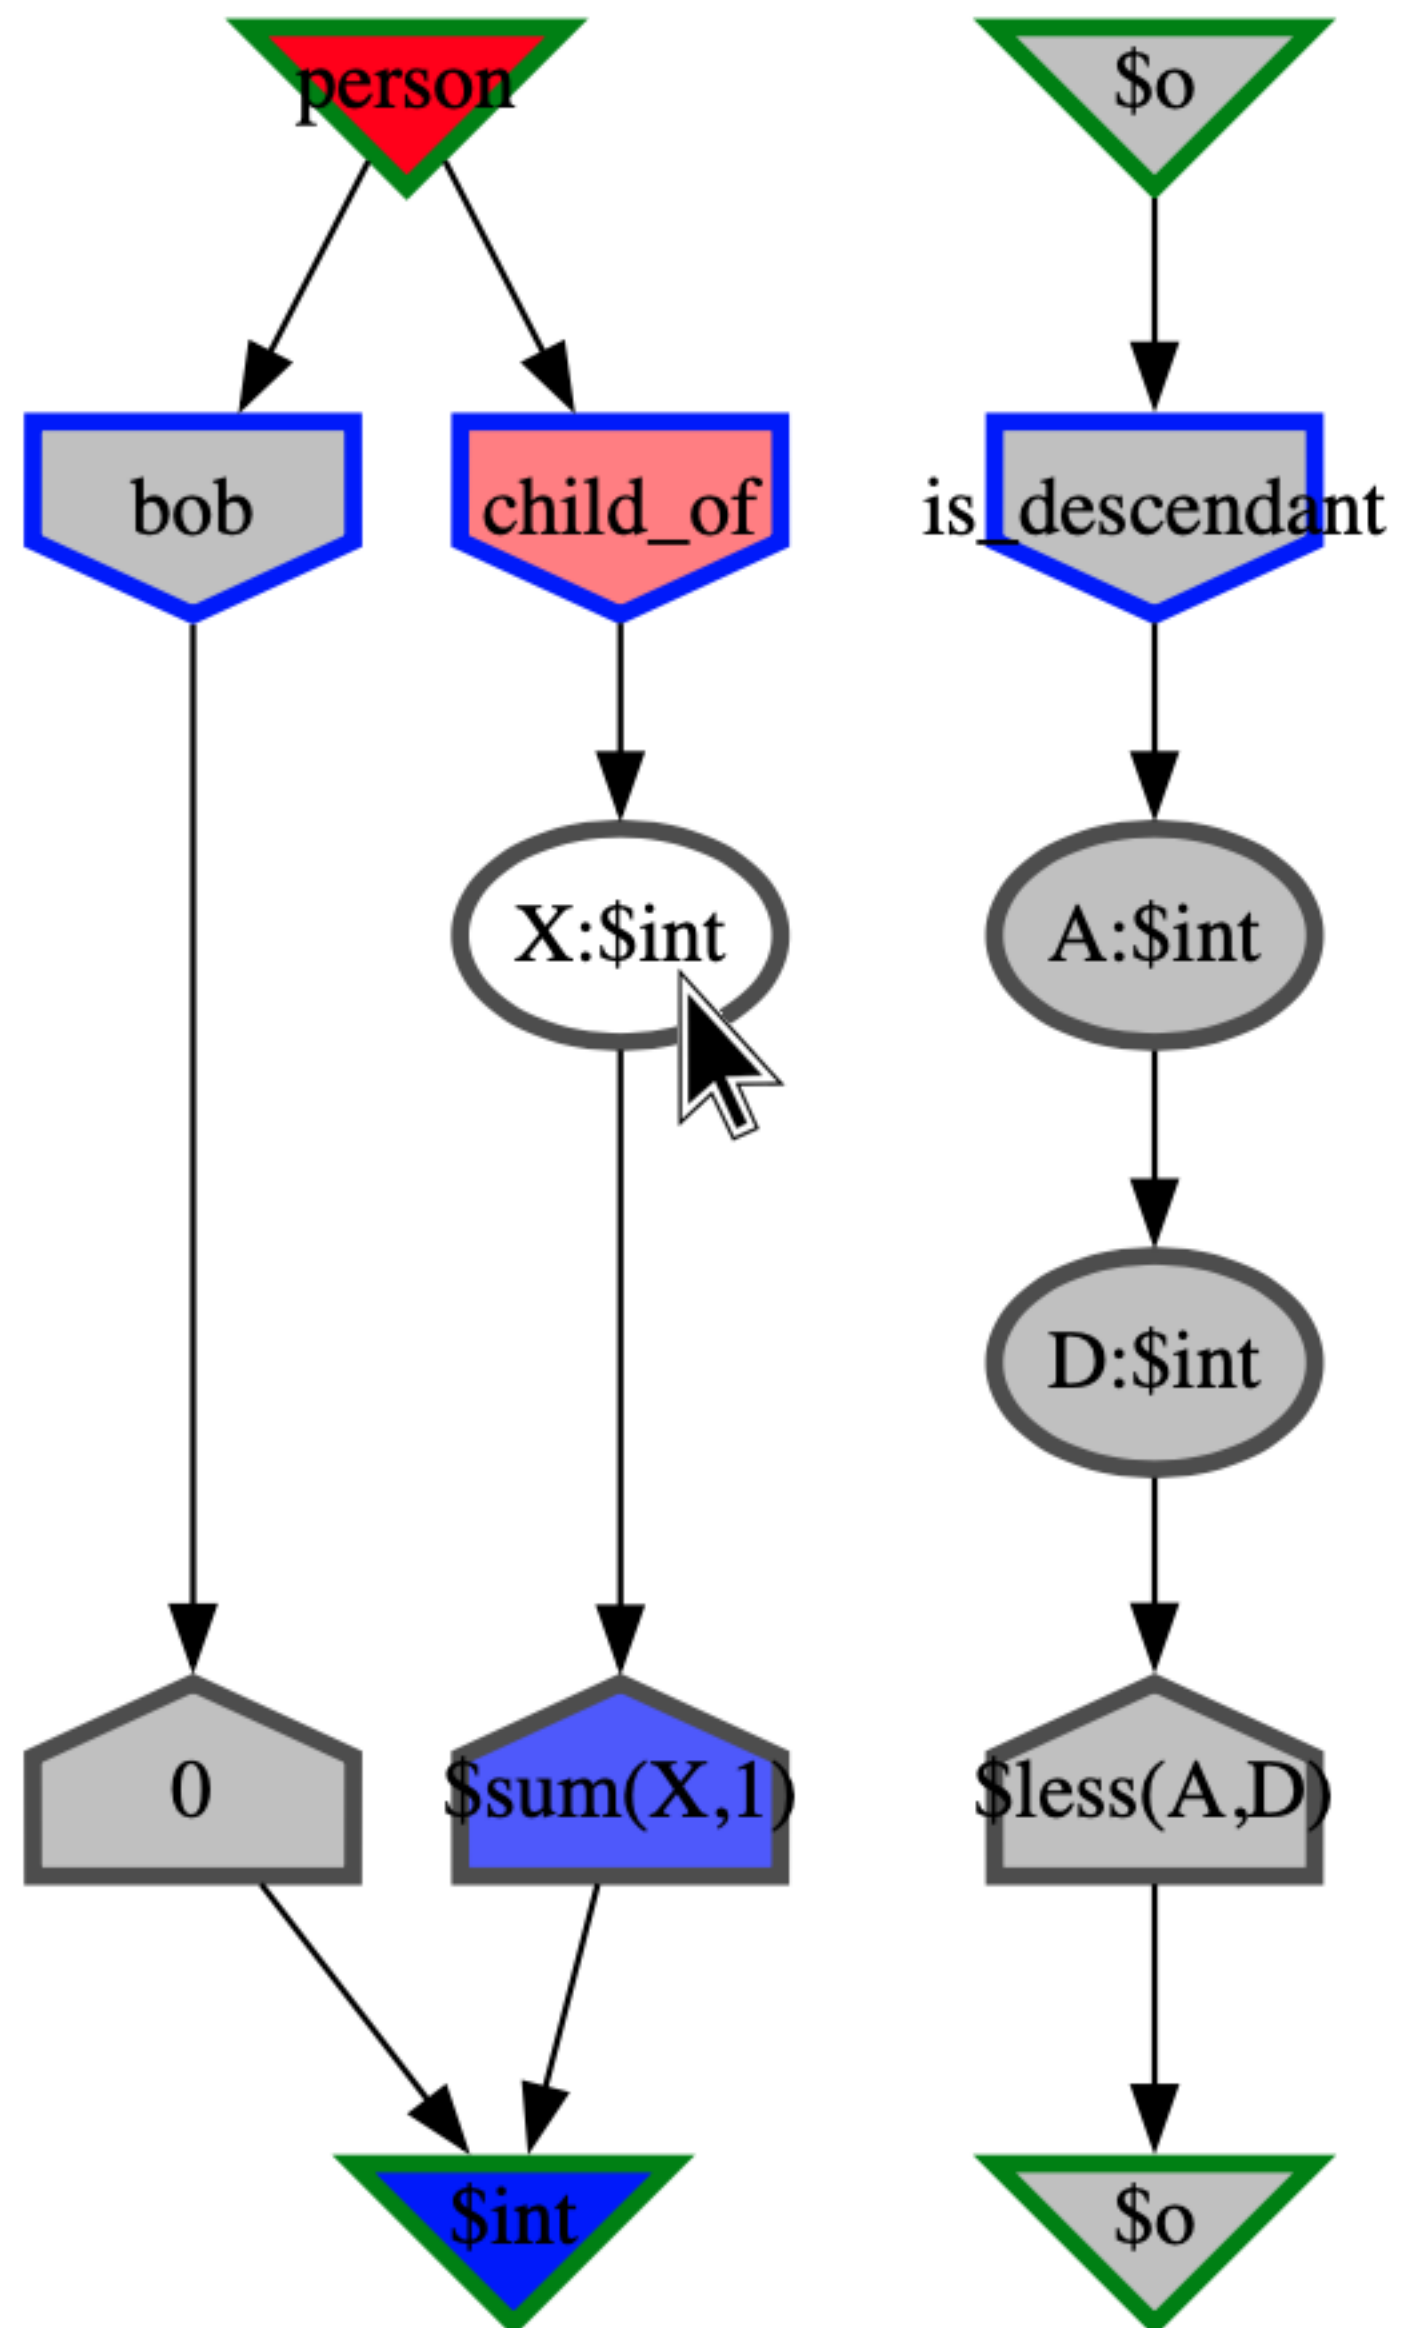 person
$o
bob
child_of
is_descendant
X:$int
A:$int
D:$int
0
$sum(X,1)
$less(A,D)
$int
$o